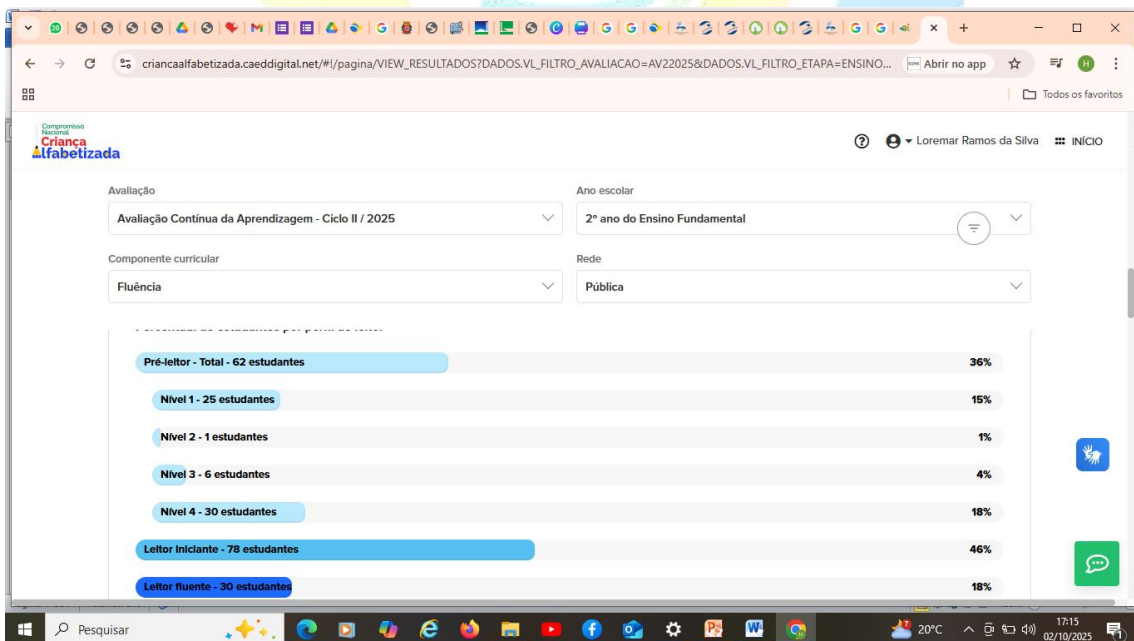 criancaalfabetizada.caeddigital.net/#!/pagina/VIEW_RESULTADOS?DADOS.VL_FILTRO_AVALIACAO=AV22025&DADOS.VL_FILTRO_ETAPA=ENSINO... Abrir no app H
Todos os favoritos
Compromisso
Nacional
Criança
Alfabetizada
Loremar Ramos da Silva INÍCIO
Avaliação Ano escolar
Avaliação Contínua da Aprendizagem - Ciclo II / 2025 2º ano do Ensino Fundamental
Componente curricular Rede
Fluência Pública
Pré-leitor - Total - 62 estudantes 36%
Nível 1 - 25 estudantes 15%
Nível 2 - 1 estudantes 1%
Nível 3 - 6 estudantes 4%
Nível 4 - 30 estudantes 18%
Leitor Iniciante - 78 estudantes 46%
Leitor fluente - 30 estudantes 18%
Pesquisar 20°C 17:15
02/10/2025